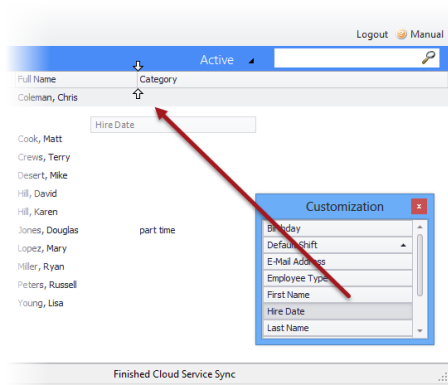 Logout Manual
Active
Full Name Category
Coleman, Chris
Hire Date
Cook, Matt
Crews, Terry
Desert, Mike
Hill, David
Hill, Karen
Jones, Douglas part time
Lopez, Mary
Miller, Ryan
Peters, Russell
Young, Lisa
Customization
x
Birthday
Default Shift
E-Mail Address
Employee Type
First Name
Hire Date
Last Name
Finished Cloud Service Sync